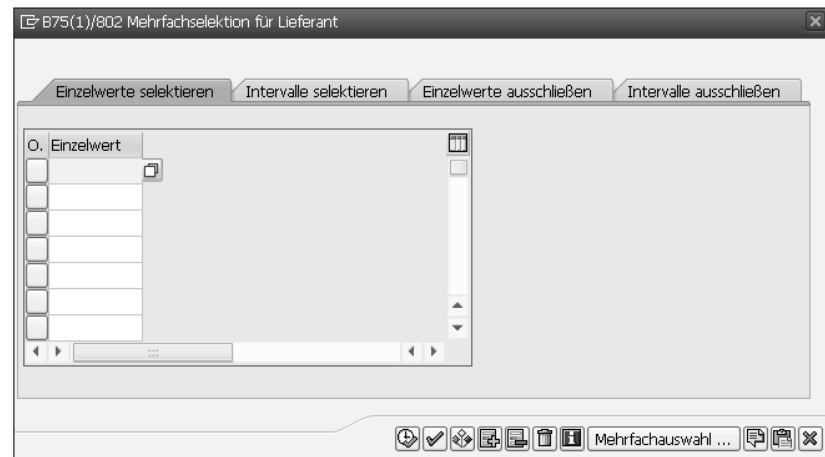 B75(1)/802 Mehrfachselektion für Lieferant
Einzelwerte selektieren Intervalle selektieren Einzelwerte ausschließen Intervalle ausschließen
O. Einzelwert
Mehrfachauswahl ...